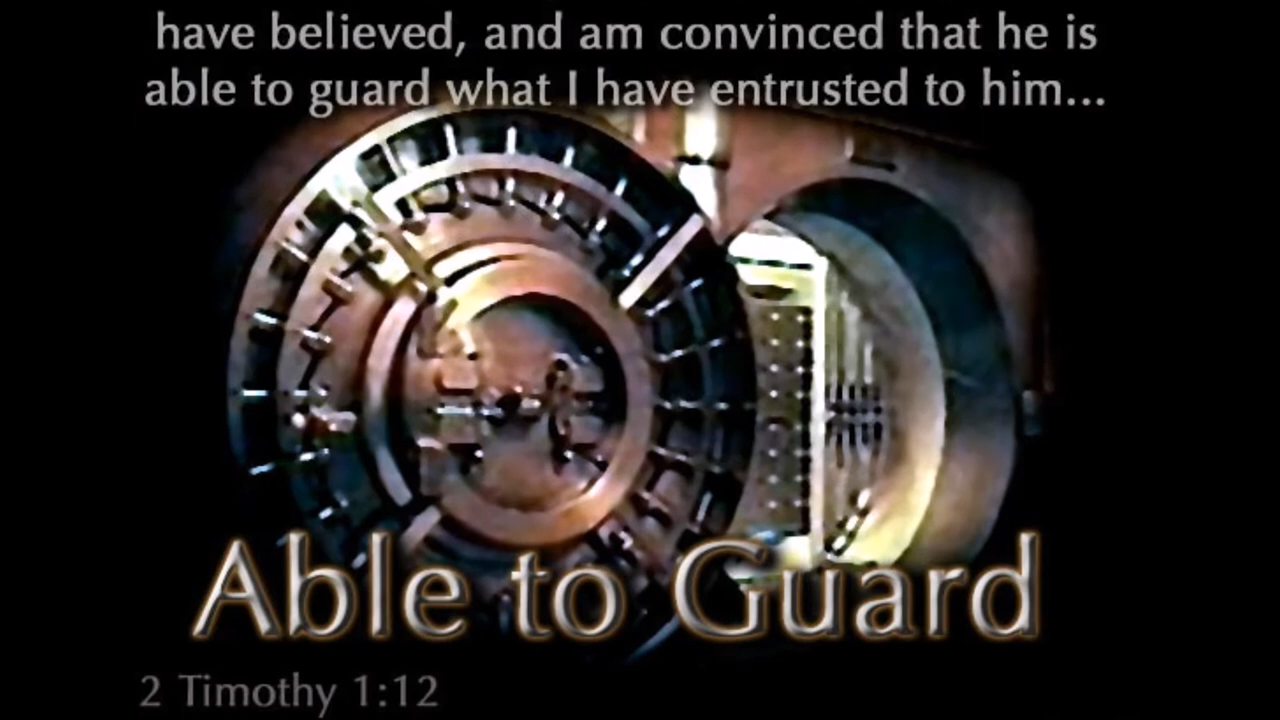 have believed, and am convinced that he is
able to guard what I have entrusted to him...
Able to Guard
2 Timothy 1:12